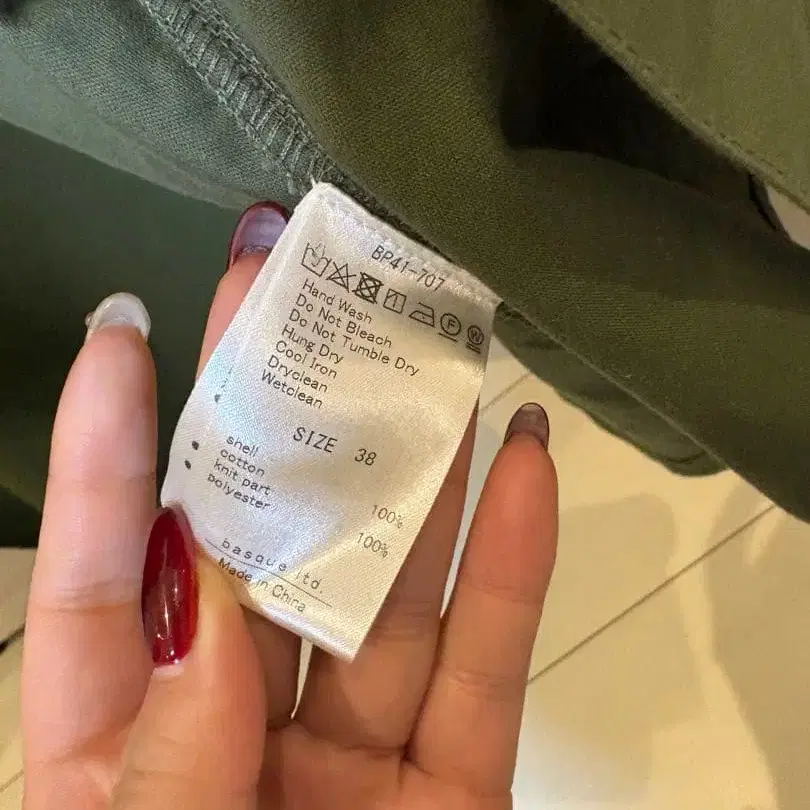 BP41-707
F W
Hand Wash
Do Not Bleach
Do Not Tumble Dry
Hung Dry
Cool Iron
Dryclean
Wetclean
SIZE 38
shell
cotton 100%
knit part
polyester 100%
basque ltd.
Made in China